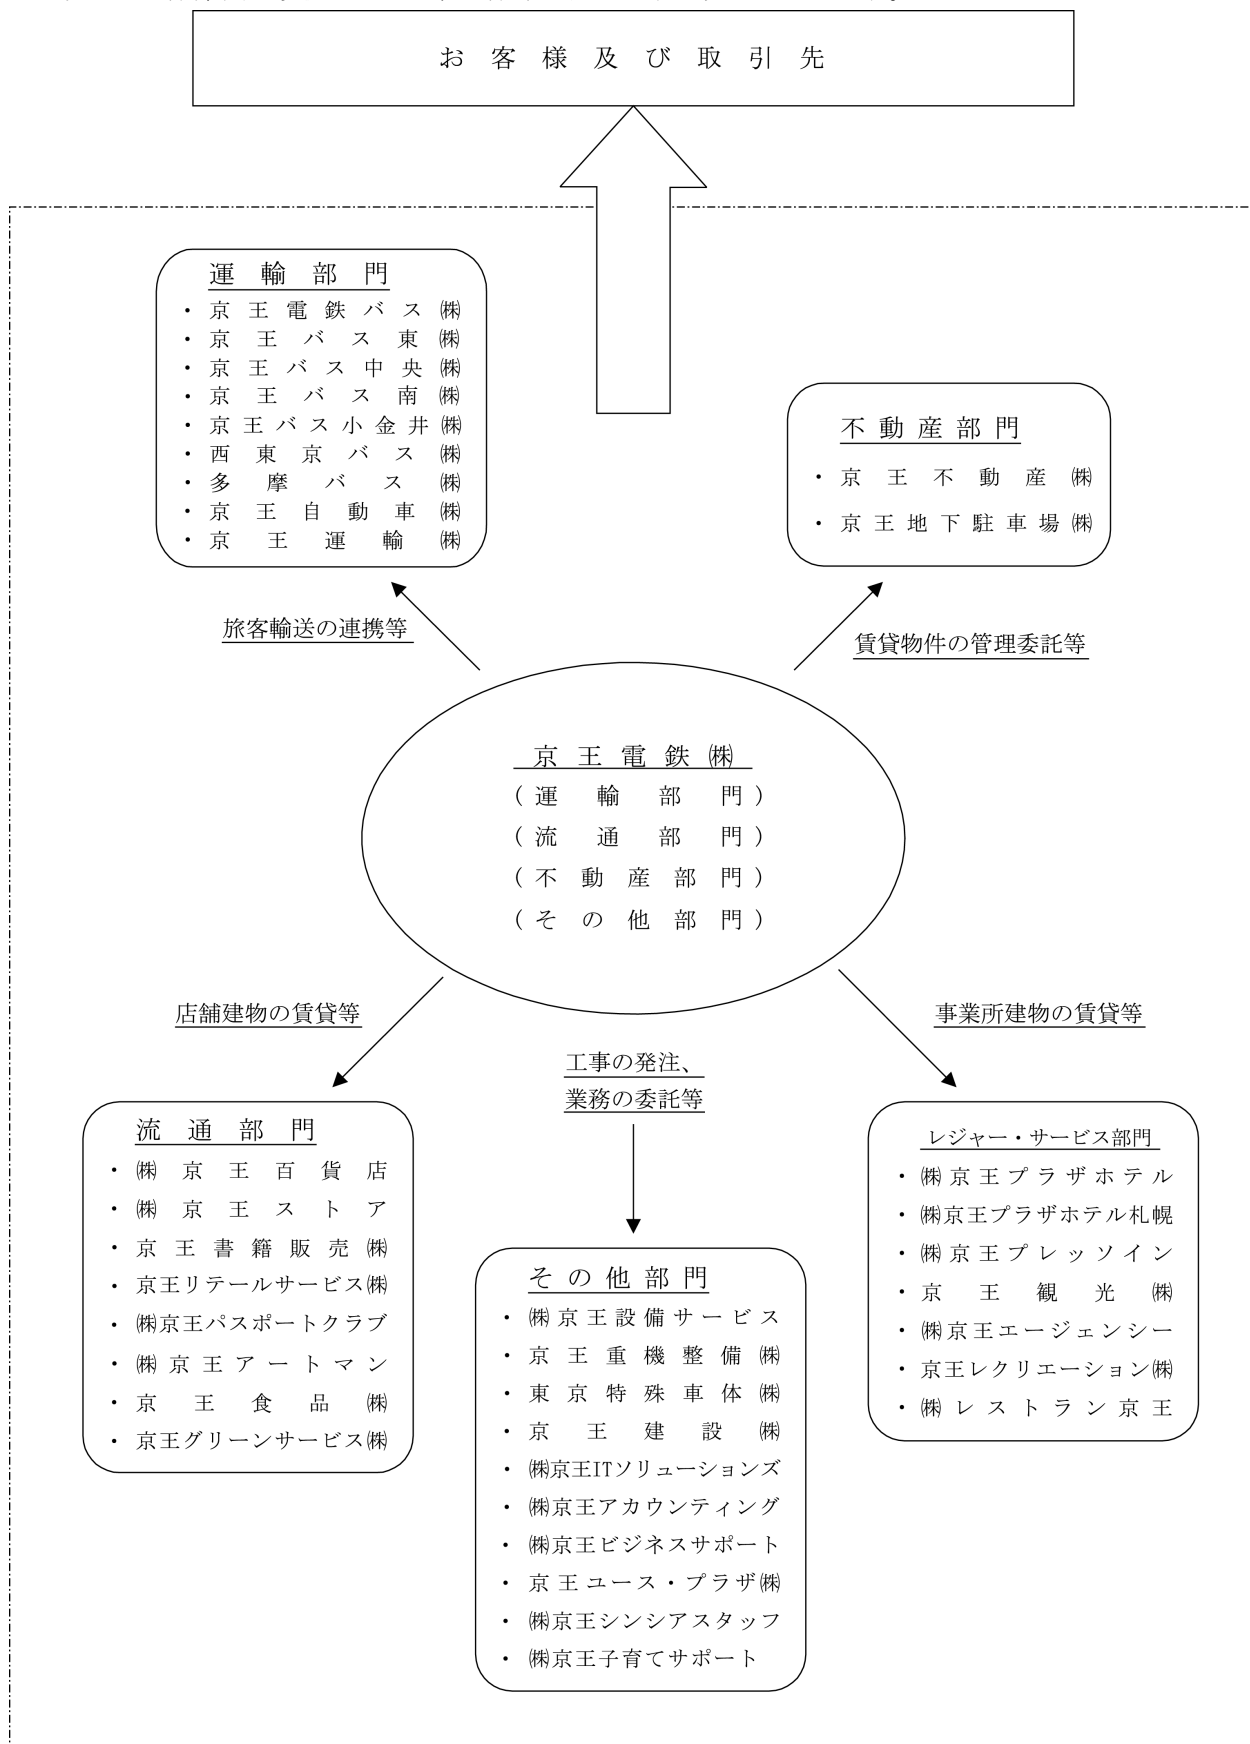 お客様及び取引先
運輸部門
・京王電鉄バス㈱
・京王バス東㈱
・京王バス中央㈱
・京王バス南㈱
・京王バス小金井㈱
・西東京バス㈱
・多摩バス㈱
・京王自動車㈱
・京王運輸㈱
不動産部門
・京王不動産㈱
・京王地下駐車場㈱
旅客輸送の連携等
賃貸物件の管理委託等
京王電鉄㈱
(運輸部門)
(流通部門)
(不動産部門)
(その他部門)
店舗建物の賃貸等
事業所建物の賃貸等
工事の発注、
業務の委託等
流通部門
・㈱京王百貨店
・㈱京王ストア
・京王書籍販売㈱
・京王リテールサービス㈱
・㈱京王パスポートクラブ
・㈱京王アートマン
・京王食品㈱
・京王グリーンサービス㈱
その他部門
・㈱京王設備サービス
・京王重機整備㈱
・東京特殊車体㈱
・京王建設㈱
・㈱京王ITソリューションズ
・㈱京王アカウンティング
・㈱京王ビジネスサポート
・京王ユース・プラザ㈱
・㈱京王シンシアスタッフ
・㈱京王子育てサポート
レジャー・サービス部門
・㈱京王プラザホテル
・㈱京王プラザホテル札幌
・㈱京王プレッソイン
・京王観光㈱
・㈱京王エージェンシー
・京王レクリエーション㈱
・㈱レストラン京王